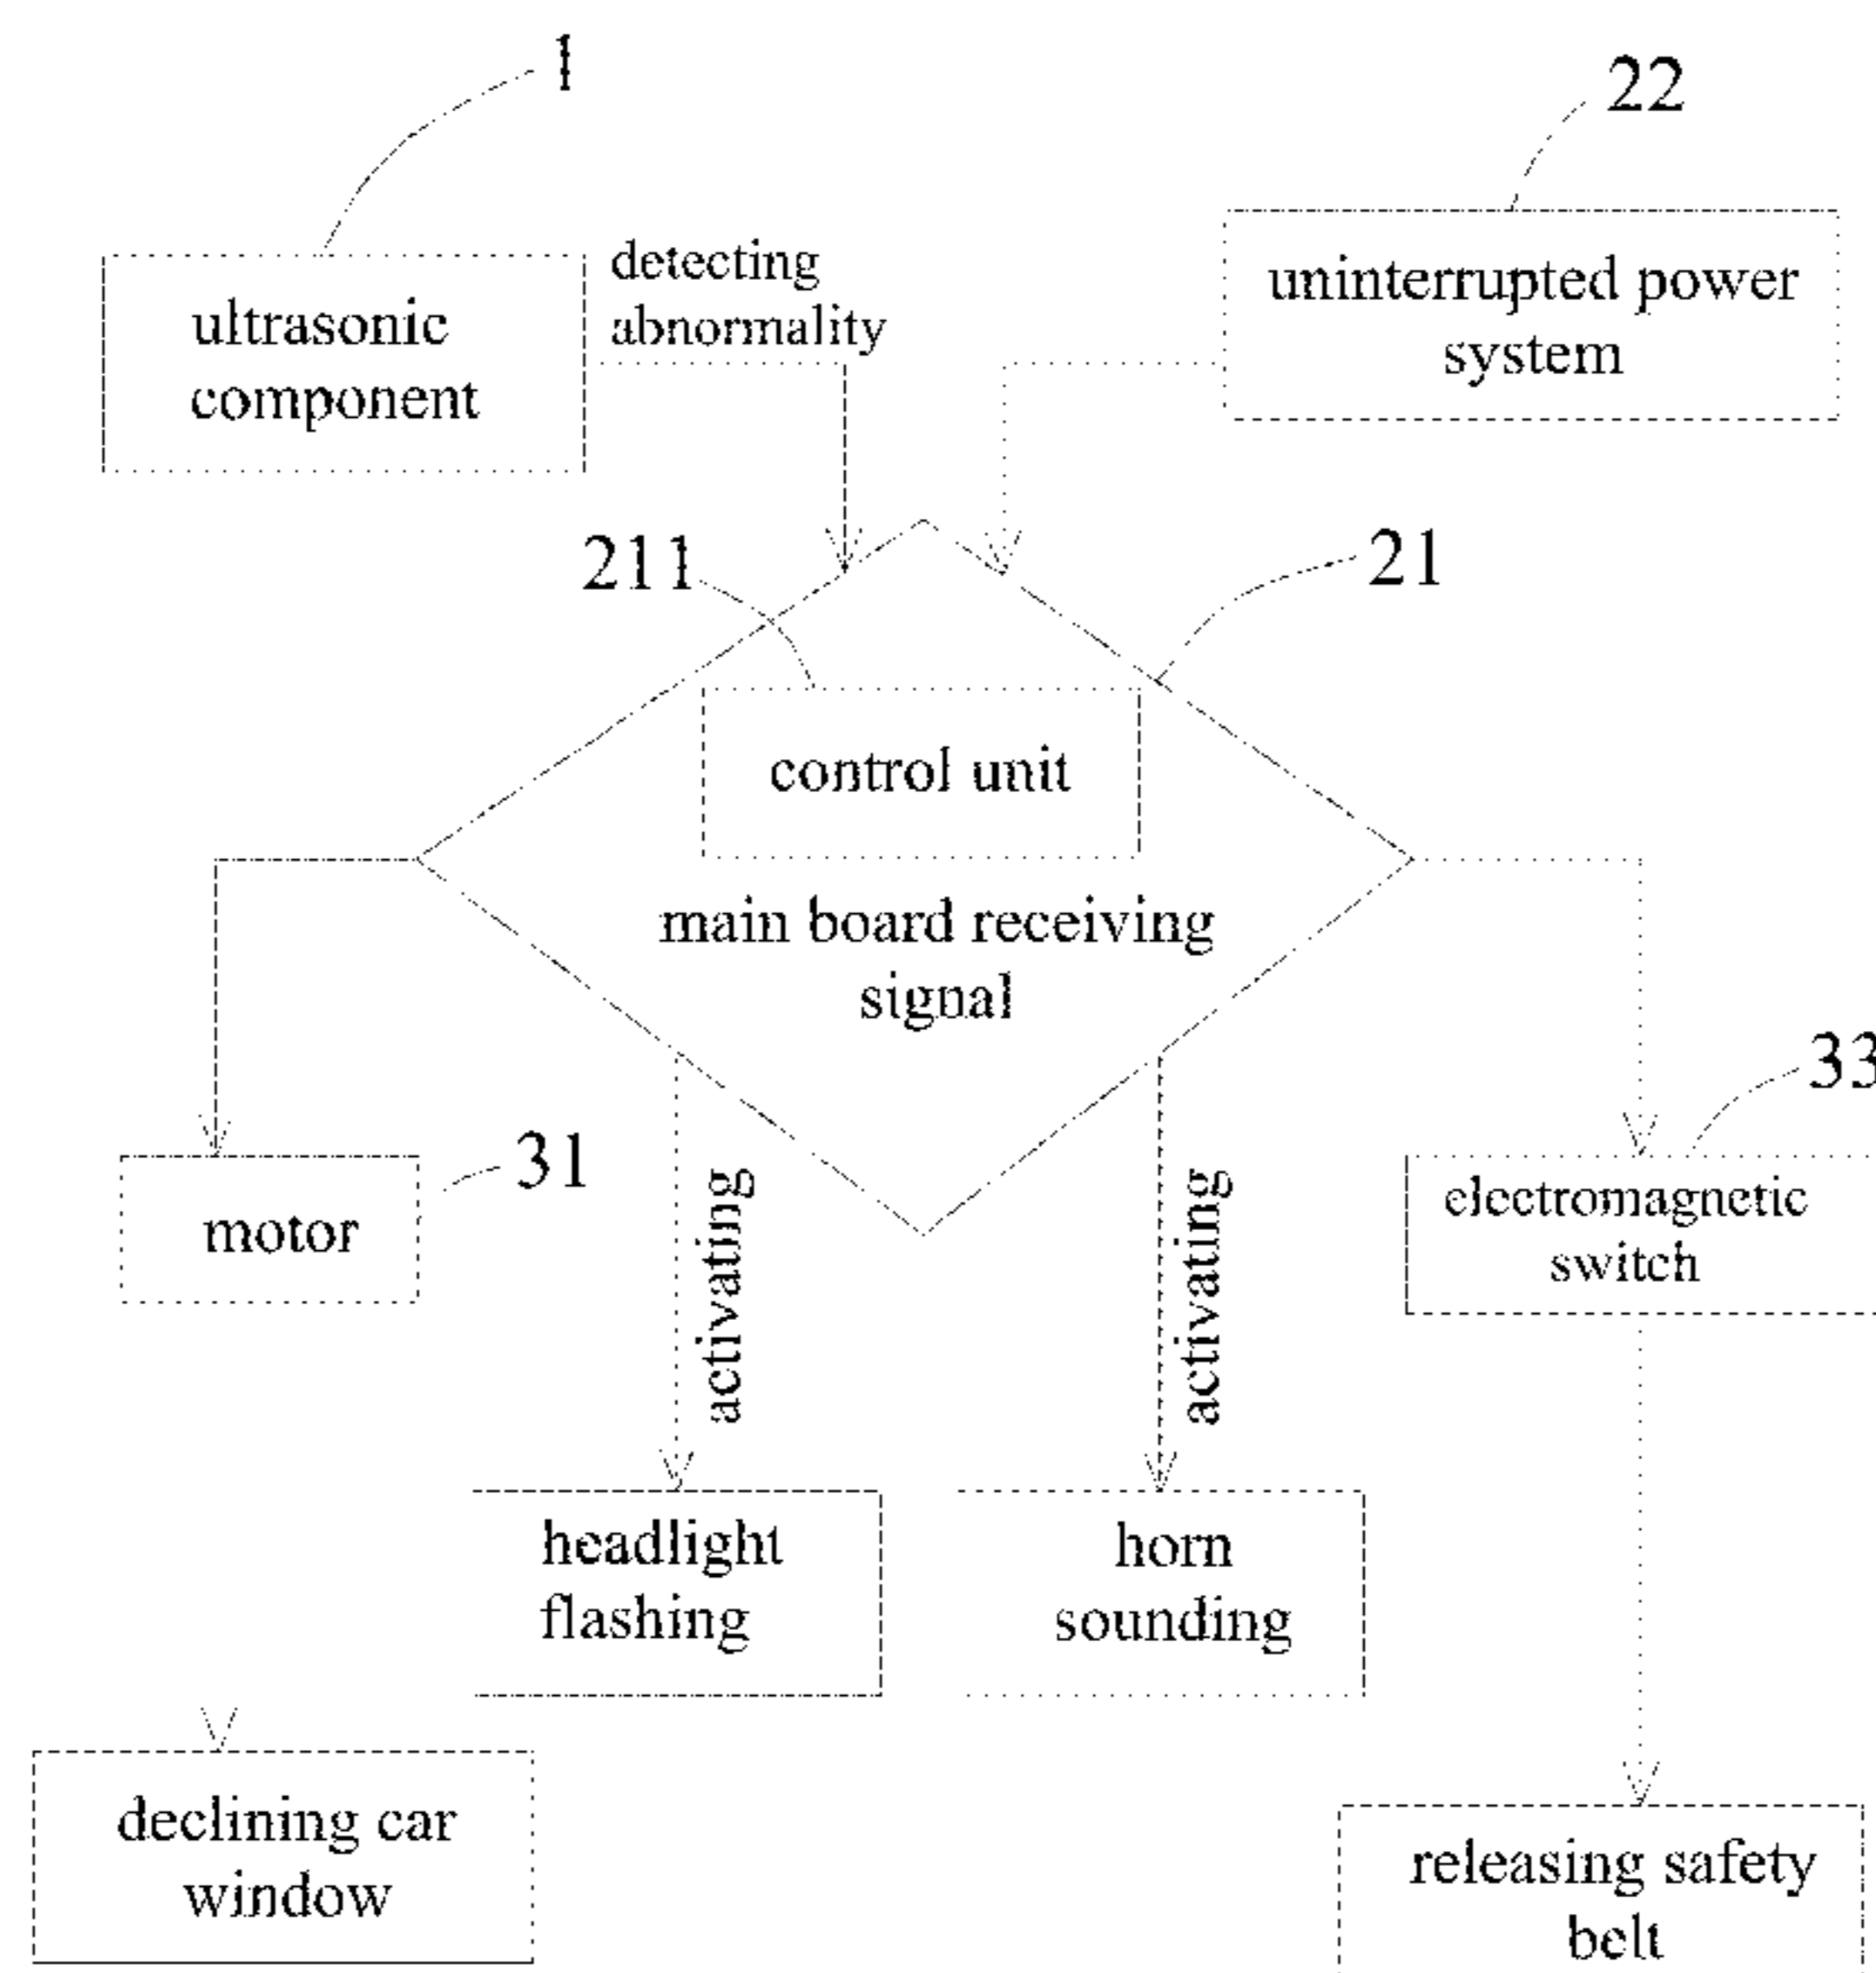 1
22
detecting
abnormality
uninterrupted power
system
ultrasonic
component
211
21
control unit
main board receiving
signal
33
31
motor
electromagnetic
switch
activating
activating
headlight
flashing
horn
sounding
declining car
window
releasing safety
belt